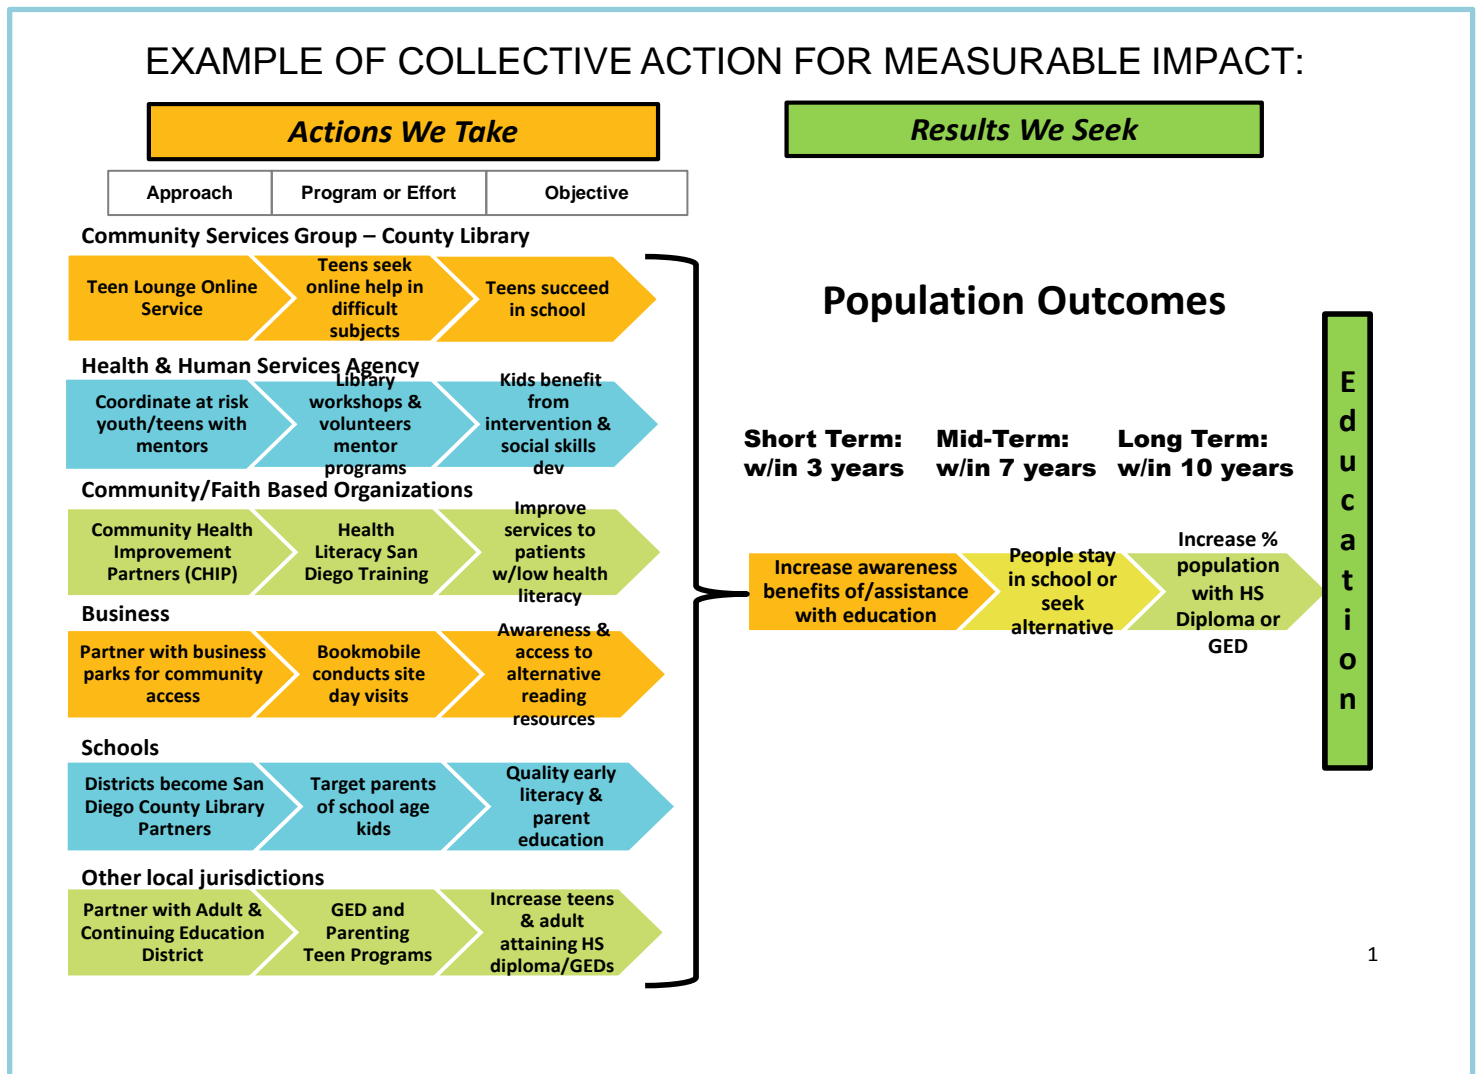 EXAMPLE OF COLLECTIVE ACTION FOR MEASURABLE IMPACT:
Actions We Take
Results We Seek
Approach
Program or Effort
Objective
Community Services Group – County Library
Teen Lounge Online
Service
Teens seek
online help in
difficult
subjects
Teens succeed
in school
Health & Human Services Agency
Coordinate at risk
youth/teens with
mentors
Library
workshops &
volunteers
mentor
programs
Kids benefit
from
intervention &
social skills
dev
Community/Faith Based Organizations
Community Health
Improvement
Partners (CHIP)
Health
Literacy San
Diego Training
Improve
services to
patients
w/low health
literacy
Business
Partner with business
parks for community
access
Bookmobile
conducts site
day visits
Awareness &
access to
alternative
reading
resources
Schools
Districts become San
Diego County Library
Partners
Target parents
of school age
kids
Quality early
literacy &
parent
education
Other local jurisdictions
Partner with Adult &
Continuing Education
District
GED and
Parenting
Teen Programs
Increase teens
& adult
attaining HS
diploma/GEDs
Population Outcomes
Short Term:
w/in 3 years
Mid-Term:
w/in 7 years
Long Term:
w/in 10 years
Increase awareness
benefits of/assistance
with education
People stay
in school or
seek
alternative
Increase %
population
with HS
Diploma or
GED
Education
1